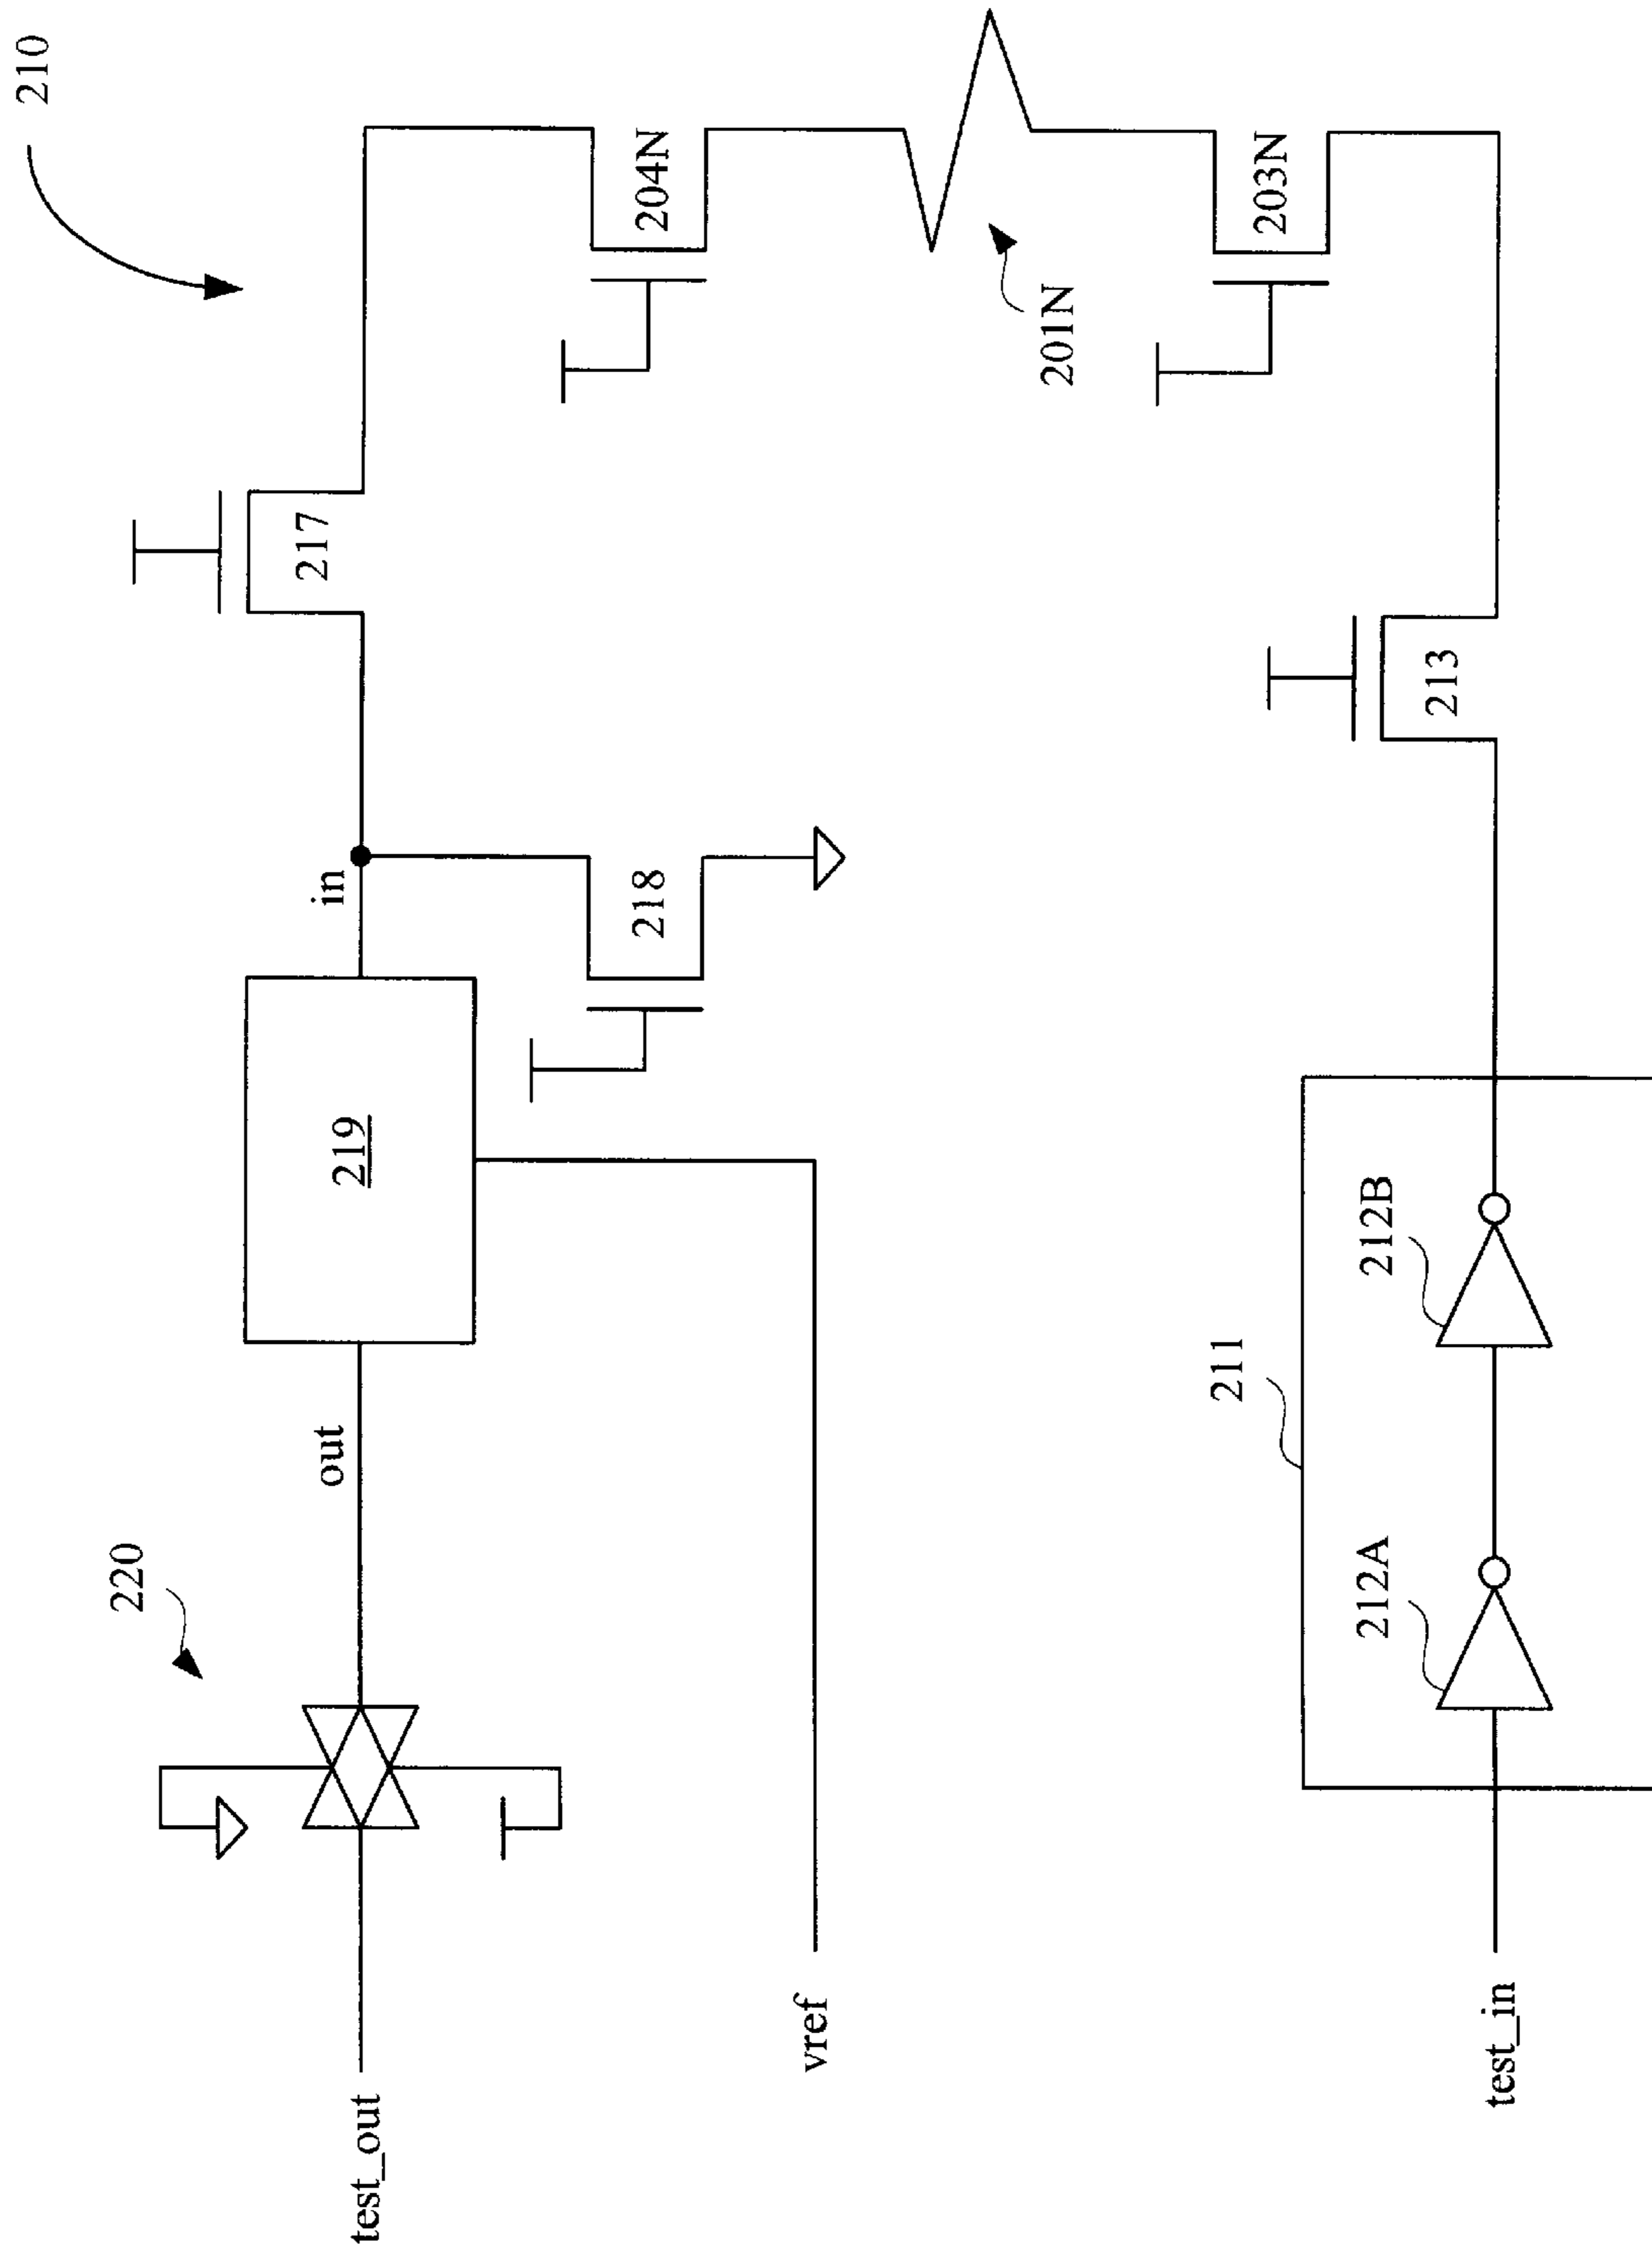 210
204N
217
201N
203N
in
218
213
219
out
220
211
212B
212A
vref
test_out
test_in